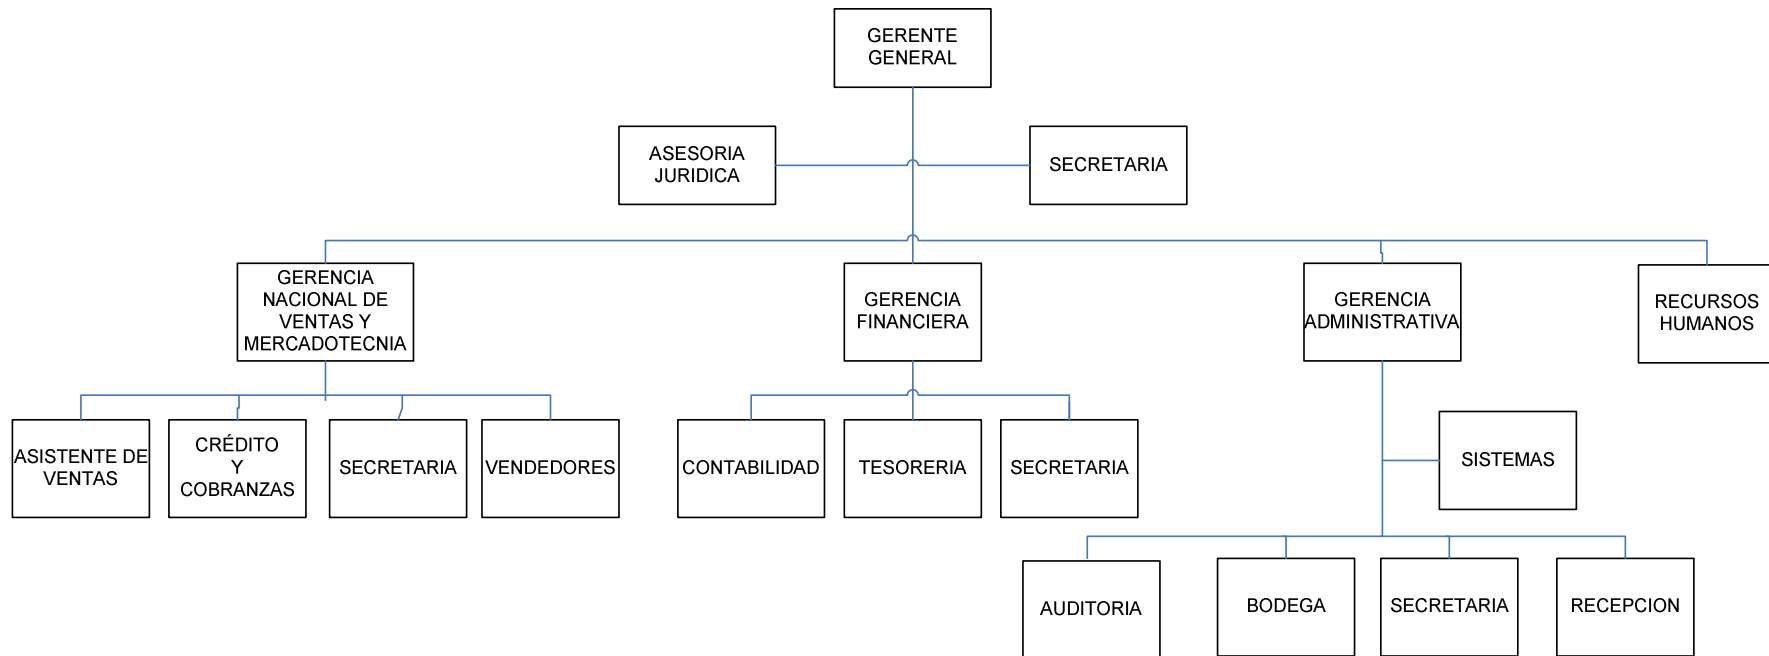 GERENTE
GENERAL
ASESORIA
JURIDICA
SECRETARIA
GERENCIA
NACIONAL DE
VENTAS Y
MERCADOTECNIA
GERENCIA
FINANCIERA
GERENCIA
ADMINISTRATIVA
RECURSOS
HUMANOS
ASISTENTE DE
VENTAS
CRÉDITO
Y
COBRANZAS
SECRETARIA
VENDEDORES
CONTABILIDAD
TESORERIA
SECRETARIA
SISTEMAS
AUDITORIA
BODEGA
SECRETARIA
RECEPCION